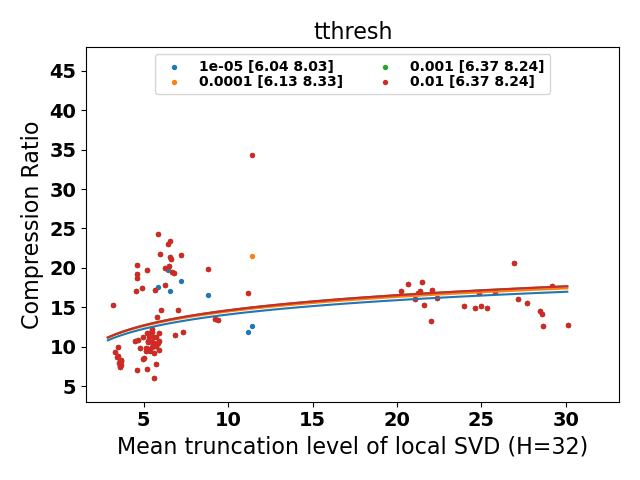 tthresh
1e-05 [6.04 8.03]
0.0001 [6.13 8.33]
0.001 [6.37 8.24]
0.01 [6.37 8.24]
Compression Ratio
45
40
35
30
25
20
15
10
5
5 10 15 20 25 30
Mean truncation level of local SVD (H=32)